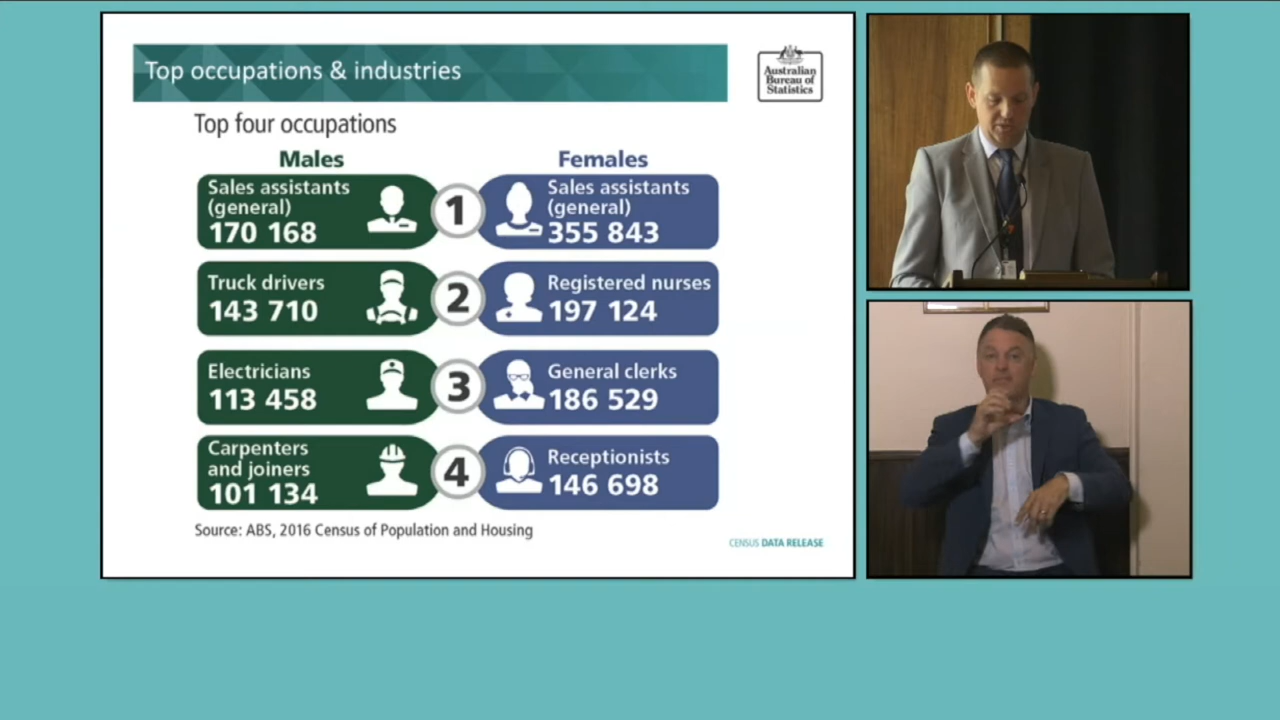 Top occupations & industries
Australian
Bureau of
Statistics
Top four occupations
Males
Females
Sales assistants
(general)
170 168
1
Sales assistants
(general)
355 843
Truck drivers
143 710
2
Registered nurses
197 124
Electricians
113 458
3
General clerks
186 529
Carpenters
and joiners
101 134
4
Receptionists
146 698
Source: ABS, 2016 Census of Population and Housing
CENSUS DATA RELEASE